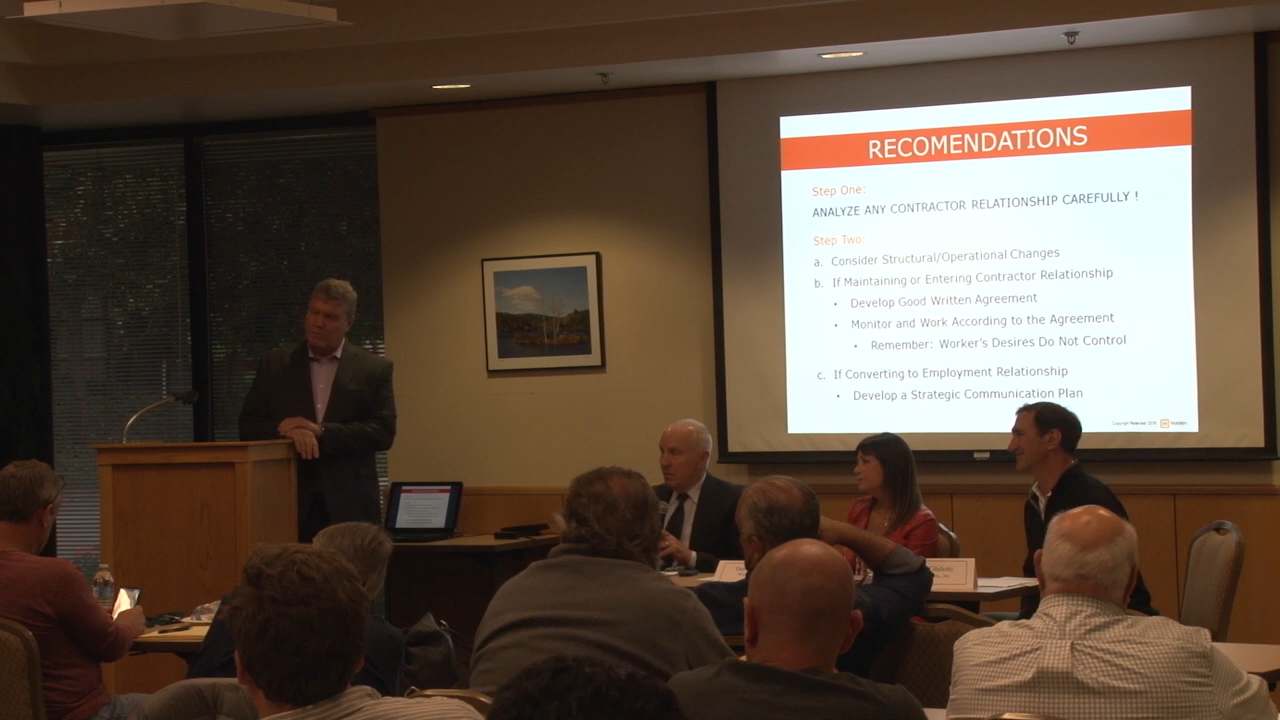 RECOMENDATIONS
Step One:
ANALYZE ANY CONTRACTOR RELATIONSHIP CAREFULLY !
Step Two:
a. Consider Structural/Operational Changes
b. If Maintaining or Entering Contractor Relationship
• Develop Good Written Agreement
• Monitor and Work According to the Agreement
• Remember: Worker's Desires Do Not Control
c. If Converting to Employment Relationship
• Develop a Strategic Communication Plan